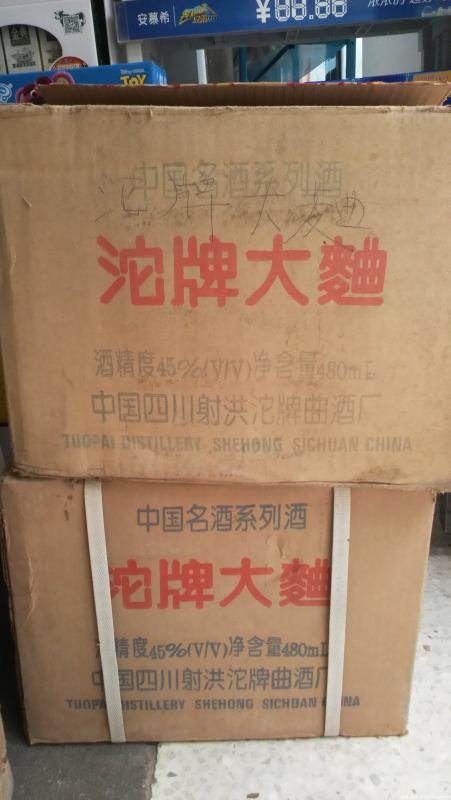 安慕希
¥88.88
TOY
中国名酒系列酒
沱牌大麦曲
沱牌大麯
酒精度45%(V/V)净含量480mL
中国四川射洪沱牌曲酒厂
TUOPAI DISTILLERY SHEHONG SICHUAN CHINA
中国名酒系列酒
沱牌大麯
精度45%(V/V)净含量480mL
中国四川射洪沱牌曲酒厂
TUOPAI DISTILLERY SHEHONG SICHUAN CHINA